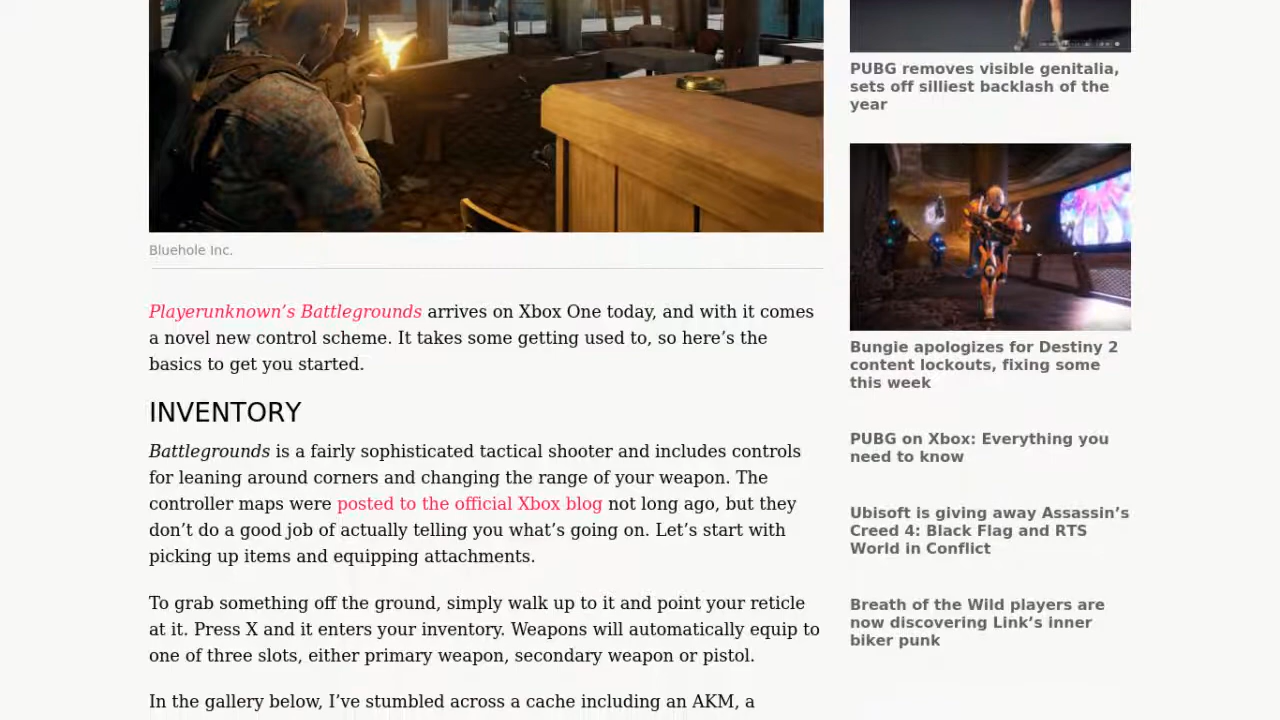 Bluehole Inc.
Playerunknown’s Battlegrounds arrives on Xbox One today, and with it comes
a novel new control scheme. It takes some getting used to, so here’s the
basics to get you started.
INVENTORY
Battlegrounds is a fairly sophisticated tactical shooter and includes controls
for leaning around corners and changing the range of your weapon. The
controller maps were posted to the official Xbox blog not long ago, but they
don’t do a good job of actually telling you what’s going on. Let’s start with
picking up items and equipping attachments.
To grab something off the ground, simply walk up to it and point your reticle
at it. Press X and it enters your inventory. Weapons will automatically equip to
one of three slots, either primary weapon, secondary weapon or pistol.
In the gallery below, I’ve stumbled across a cache including an AKM, a
PUBG removes visible genitalia,
sets off silliest backlash of the
year
Bungie apologizes for Destiny 2
content lockouts, fixing some
this week
PUBG on Xbox: Everything you
need to know
Ubisoft is giving away Assassin’s
Creed 4: Black Flag and RTS
World in Conflict
Breath of the Wild players are
now discovering Link’s inner
biker punk